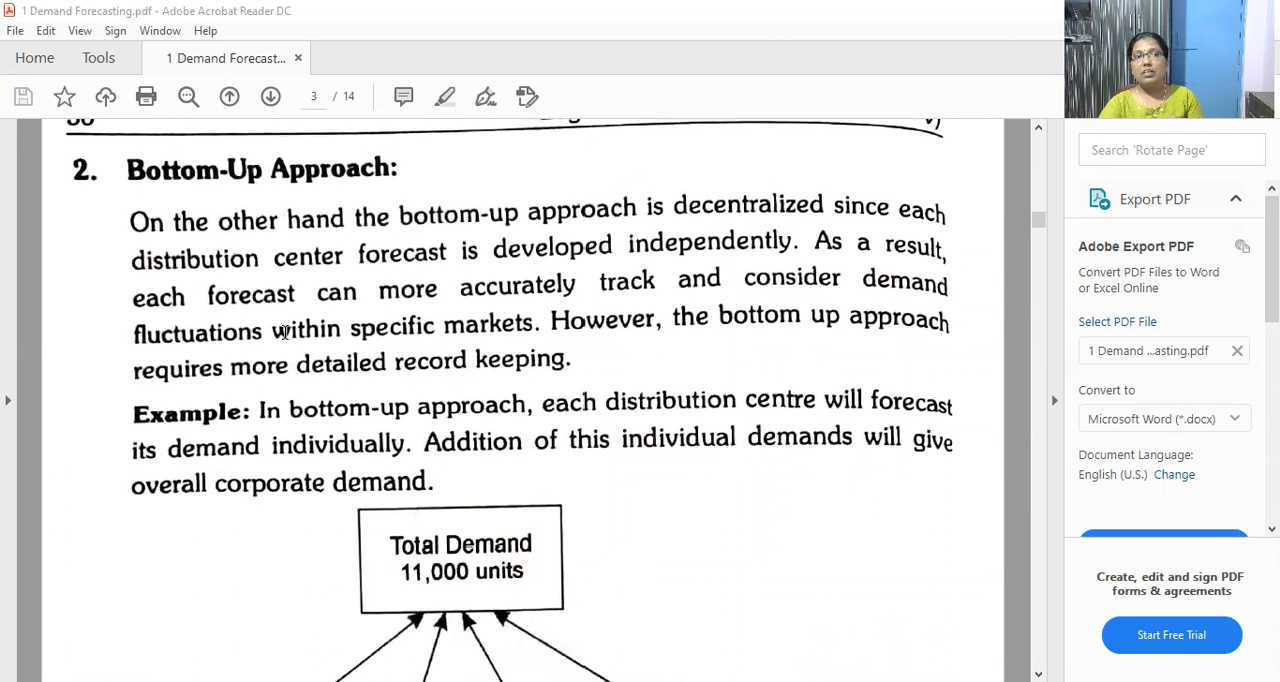 1 Demand Forecasting.pdf - Adobe Acrobat Reader DC
File Edit View Sign Window Help
Home Tools 1 Demand Forecast... ×
3 / 14
2. Bottom-Up Approach:
On the other hand the bottom-up approach is decentralized since each
distribution center forecast is developed independently. As a result,
each forecast can more accurately track and consider demand
fluctuations within specific markets. However, the bottom up approach
requires more detailed record keeping.
Example: In bottom-up approach, each distribution centre will forecast
its demand individually. Addition of this individual demands will give
overall corporate demand.
Total Demand
11,000 units
Search 'Rotate Page'
Export PDF
Adobe Export PDF
Convert PDF Files to Word
or Excel Online
Select PDF File
1 Demand ...asting.pdf
Convert to
Microsoft Word (*.docx)
Document Language:
English (U.S.) Change
Create, edit and sign PDF
forms & agreements
Start Free Trial